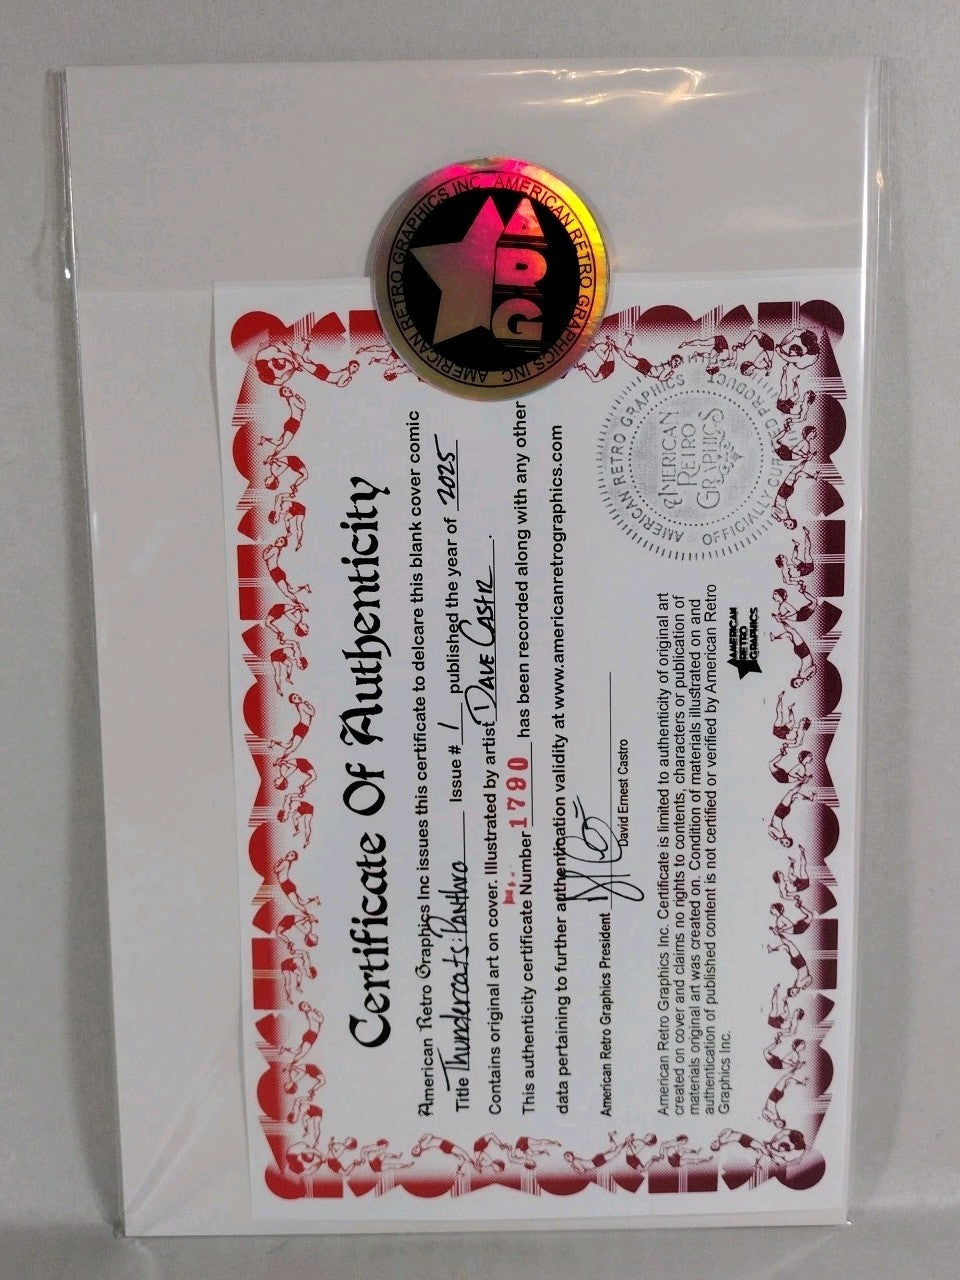 AMERICAN RETRO GRAPHICS INC AMERICAN RETRO GRAPHICS INC
ARG
Certificate Of Authenticity
American Retro Graphics Inc issues this certificate to delcare this blank cover comic
Title Thundercats: Panthro Issue # 1 published the year of 2025
Contains original art on cover. Illustrated by artist Dave Castr.
This authenticity certificate Number 1790 has been recorded along with any other
data pertaining to further authentication validity at www.americanretrographics.com
American Retro Graphics President
David Ernest Castro
AMERICAN RETRO GRAPHICS
OFFICIALLY PRODUCT
AMERICAN
RETRO
GRAPHICS
American Retro Graphics Inc. Certificate is limited to authenticity of original art
created on cover and claims no rights to contents, characters or publication of
materials original art was created on. Condition of materials illustrated on and
authentication of published content is not certified or verified by American Retro
Graphics Inc.
AMERICAN
RETRO
GRAPHICS